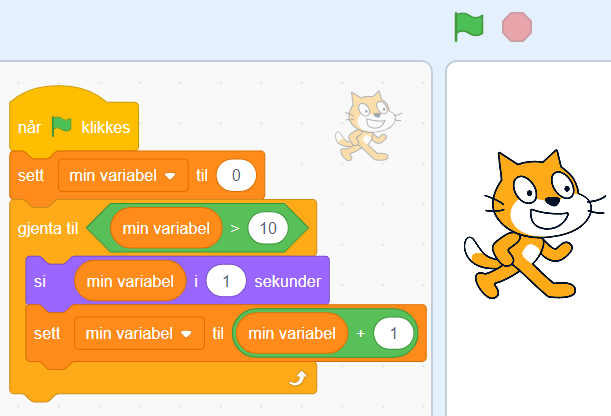 når klikkes
sett min variabel til 0
gjenta til min variabel > 10
si min variabel i 1 sekunder
sett min variabel til min variabel + 1